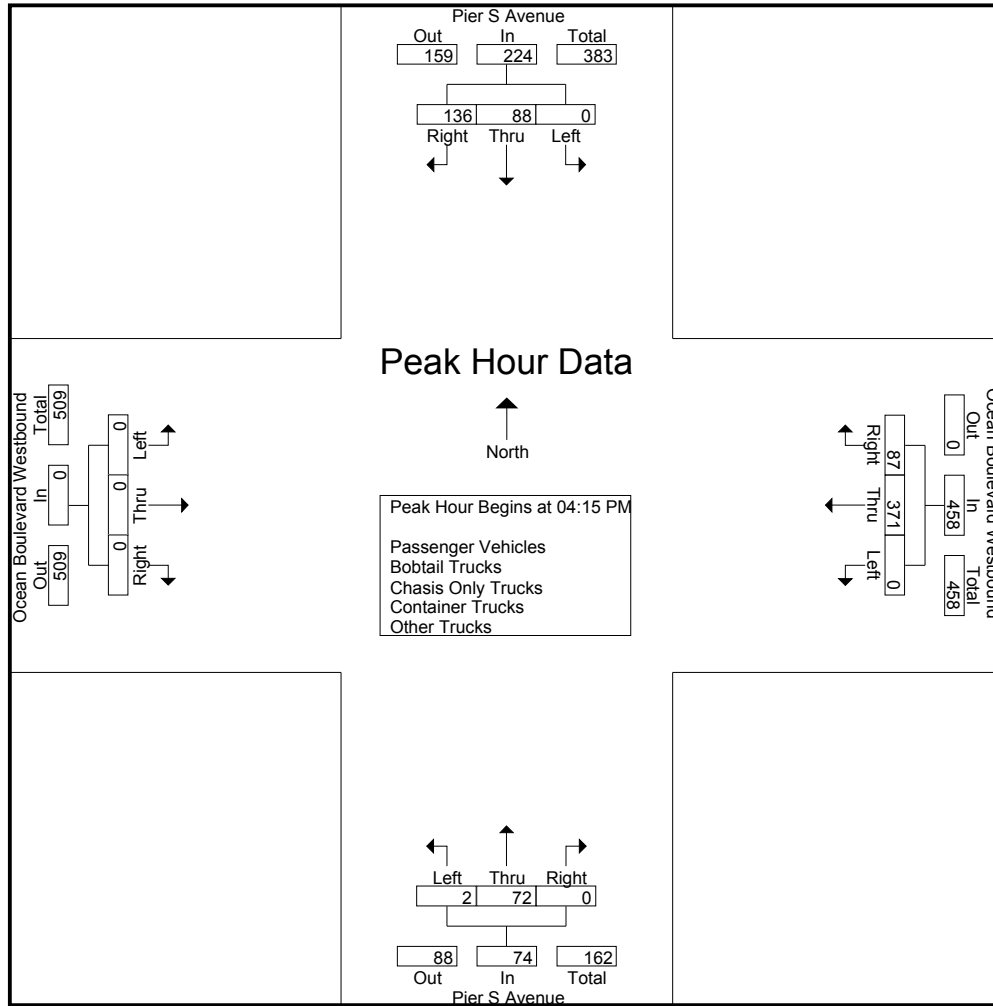 Pier S Avenue
Out In Total
159 224 383
136 88 0
Right Thru Left
Peak Hour Data
North
Peak Hour Begins at 04:15 PM
Passenger Vehicles
Bobtail Trucks
Chasis Only Trucks
Container Trucks
Other Trucks
Ocean Boulevard Westbound
Total In Out
509 0 509
0 0 0
Left Thru Right
Ocean Boulevard Westbound
Out In Total
0 458 458
87 371 0
Right Thru Left
Left Thru Right
2 72 0
88 74 162
Out In Total
Pier S Avenue